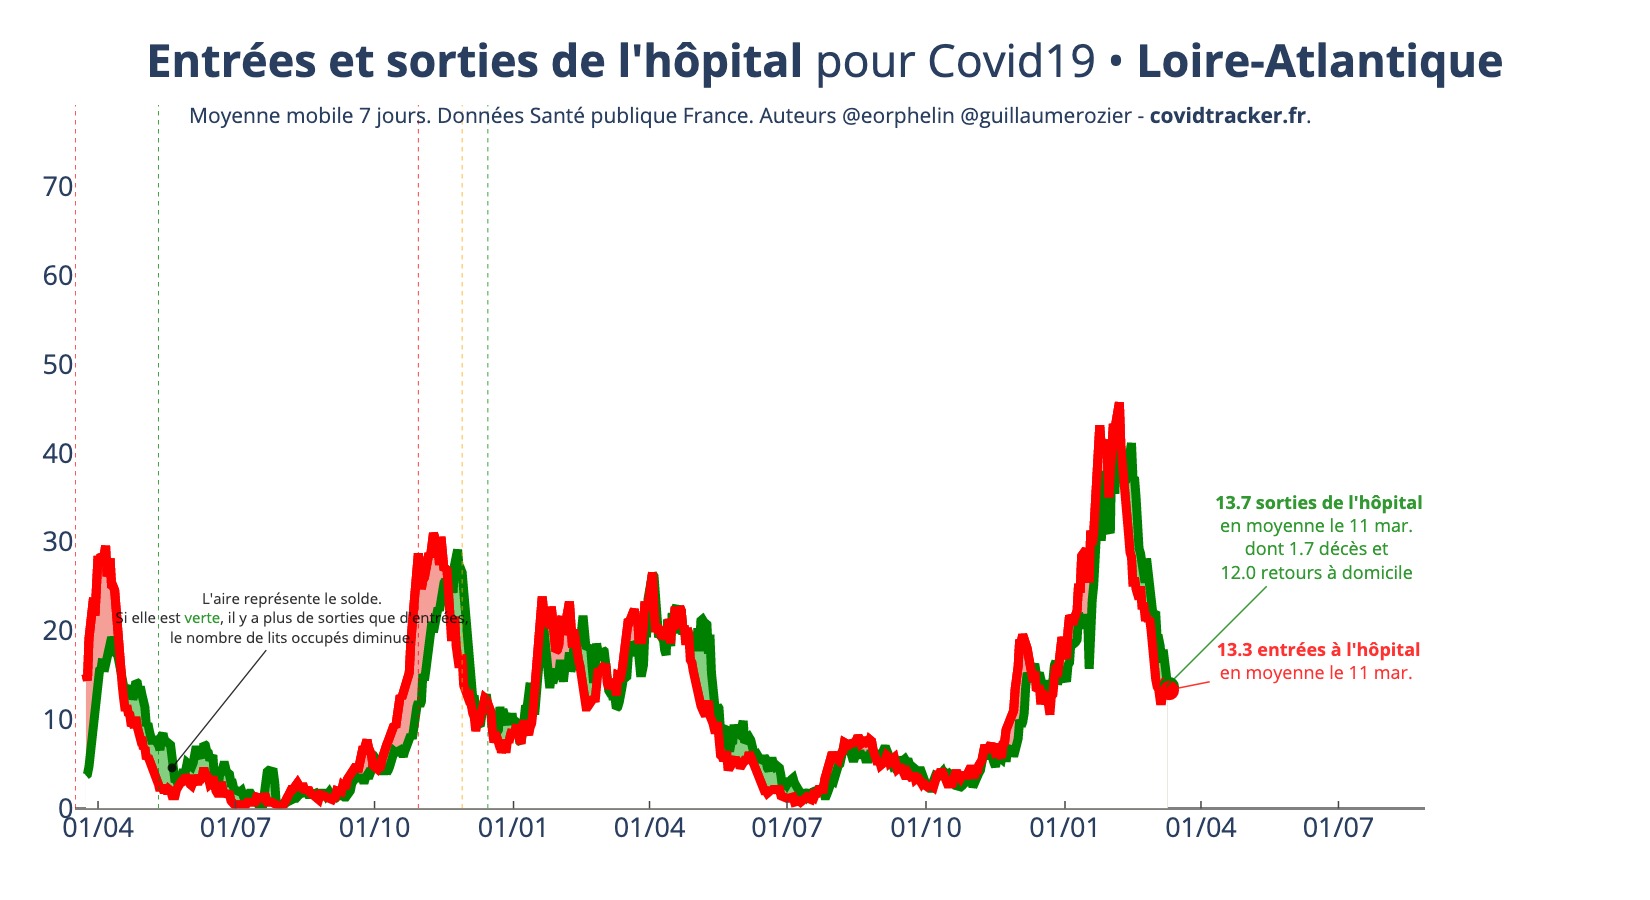 Entrées et sorties de l'hôpital pour Covid19 • Loire-Atlantique
Moyenne mobile 7 jours. Données Santé publique France. Auteurs @eorphelin @guillaumerozier - covidtracker.fr.
70
60
50
40
30
20
10
0
L'aire représente le solde.
Si elle est verte, il y a plus de sorties que d'entrées,
le nombre de lits occupés diminue.
13.7 sorties de l'hôpital
en moyenne le 11 mar.
dont 1.7 décès et
12.0 retours à domicile
13.3 entrées à l'hôpital
en moyenne le 11 mar.
01/04 01/07 01/10 01/01 01/04 01/07 01/10 01/01 01/04 01/07